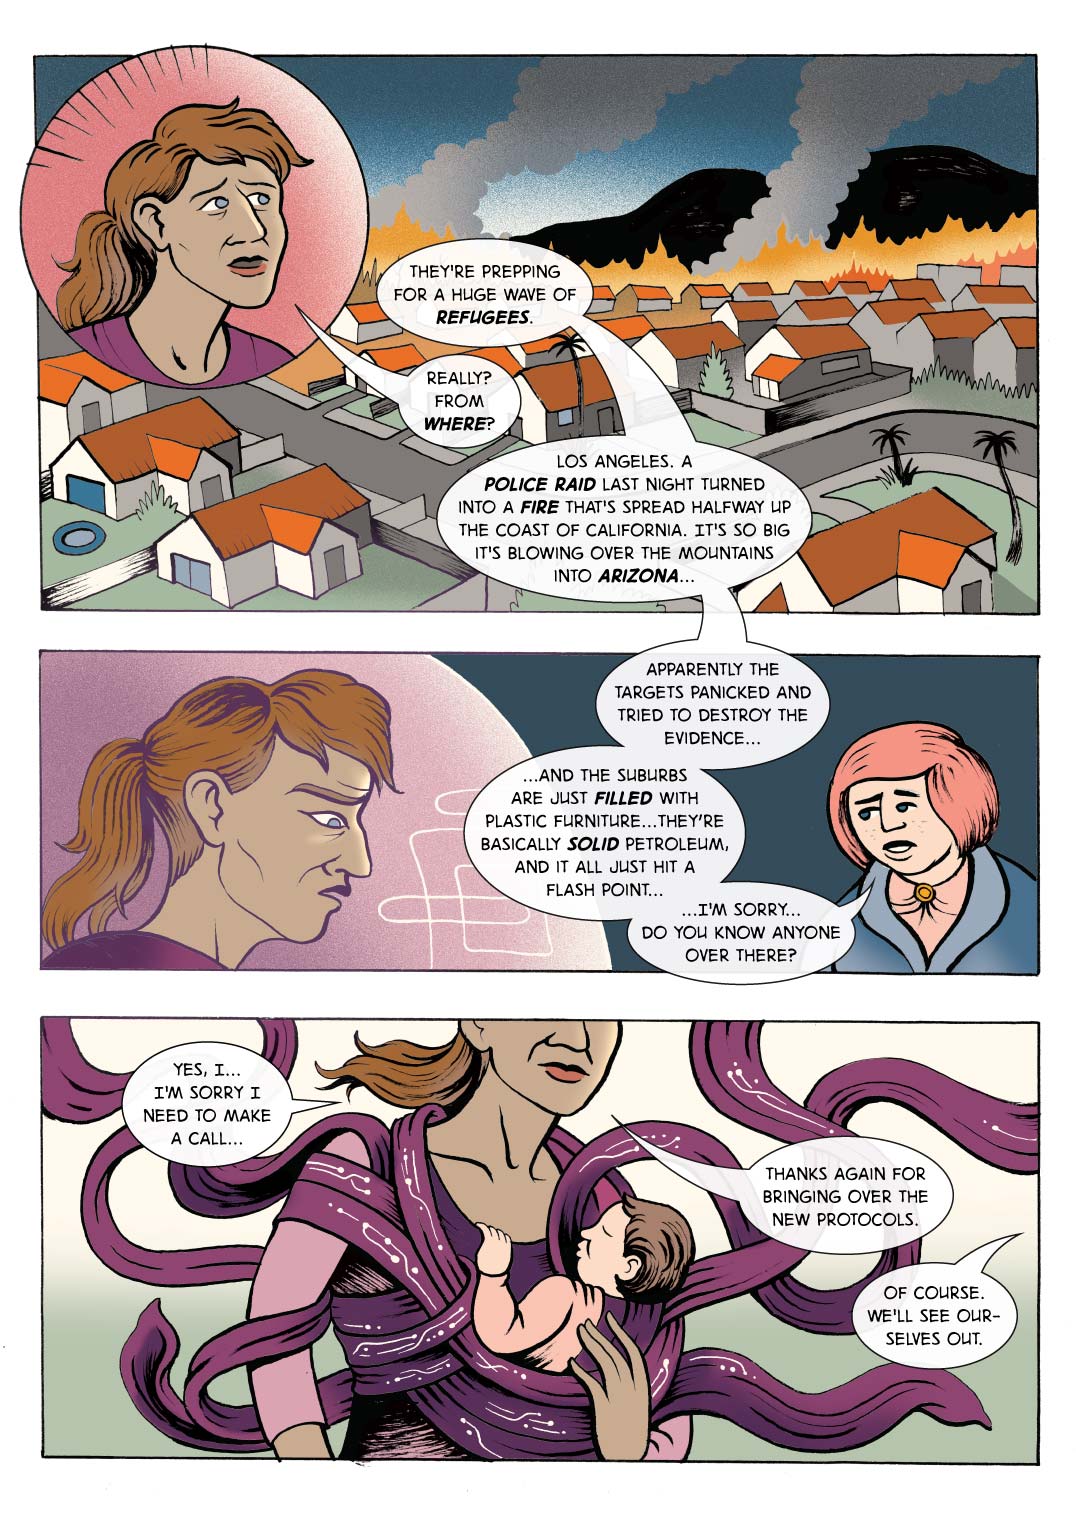 THEY'RE PREPPING
FOR A HUGE WAVE OF
REFUGEES.
REALLY?
FROM
WHERE?
LOS ANGELES. A
POLICE RAID LAST NIGHT TURNED
INTO A FIRE THAT'S SPREAD HALFWAY UP
THE COAST OF CALIFORNIA. IT'S SO BIG
IT'S BLOWING OVER THE MOUNTAINS
INTO ARIZONA...
APPARENTLY THE
TARGETS PANICKED AND
TRIED TO DESTROY THE
EVIDENCE...
...AND THE SUBURBS
ARE JUST FILLED WITH
PLASTIC FURNITURE...THEY'RE
BASICALLY SOLID PETROLEUM,
AND IT ALL JUST HIT A
FLASH POINT...
...I'M SORRY...
DO YOU KNOW ANYONE
OVER THERE?
YES, I...
I'M SORRY I
NEED TO MAKE
A CALL...
THANKS AGAIN FOR
BRINGING OVER THE
NEW PROTOCOLS.
OF COURSE.
WE'LL SEE OUR-
SELVES OUT.